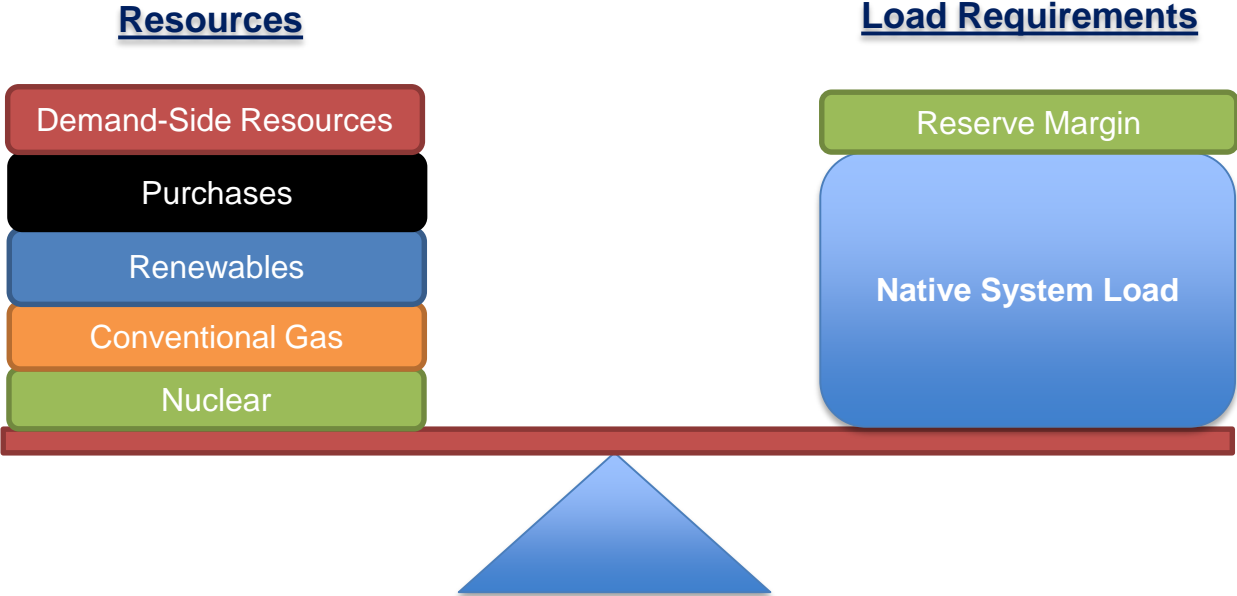 Resources
Load Requirements
Demand-Side Resources
Purchases
Renewables
Conventional Gas
Nuclear
Reserve Margin
Native System Load